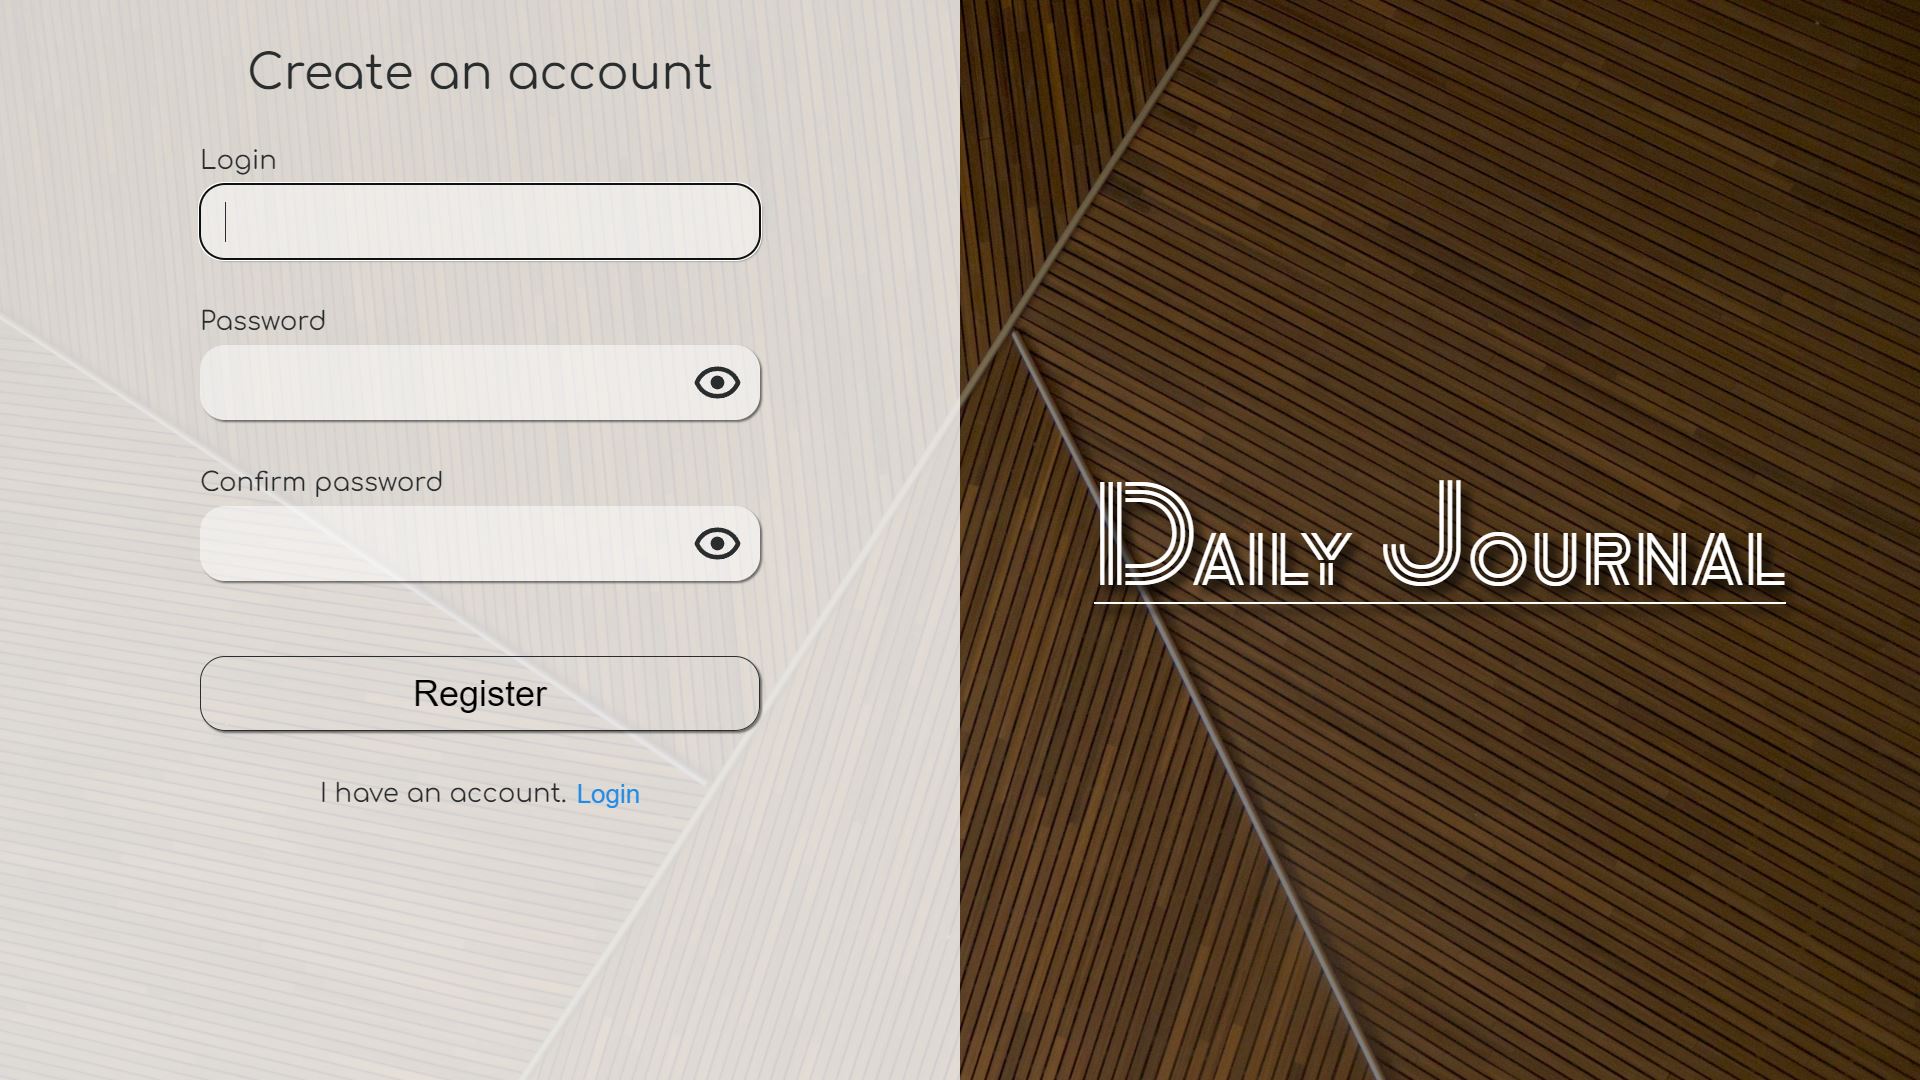 Create an account
Login
Password
Confirm password
Register
I have an account. Login
Daily Journal